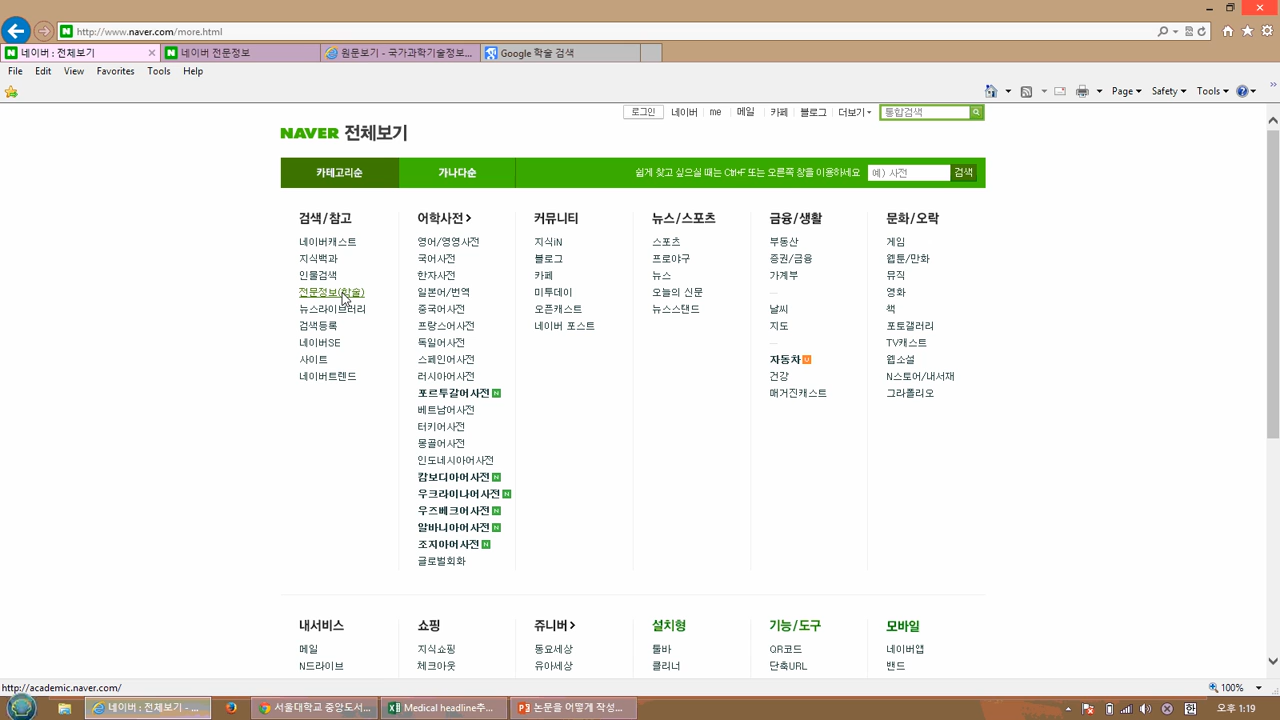 http://www.naver.com/more.html
네이버 : 전체보기
네이버 전문정보
원문보기 - 국가과학기술정보...
Google 학술 검색
File Edit View Favorites Tools Help
Page Safety Tools
로그인 네이버 me 메일 카페 블로그 더보기 통합검색
NAVER 전체보기
카테고리순 가나다순 쉽게 찾고 싶으실 때는 Ctrl+F 또는 오른쪽 창을 이용하세요 예) 사전 검색
검색/참고
네이버캐스트
지식백과
인물검색
전문정보(학술)
뉴스라이브러리
검색등록
네이버SE
사이트
네이버트렌드
어학사전
영어/영영사전
국어사전
한자사전
일본어/번역
중국어사전
프랑스어사전
독일어사전
스페인어사전
러시아어사전
포르투갈어사전 N
베트남어사전
터키어사전
몽골어사전
인도네시아어사전
캄보디아어사전 N
우크라이나어사전 N
우즈베크어사전 N
알바니아어사전 N
조지아어사전 N
글로벌회화
커뮤니티
지식iN
블로그
카페
미투데이
오픈캐스트
네이버 포스트
뉴스/스포츠
스포츠
프로야구
뉴스
오늘의 신문
뉴스스탠드
금융/생활
부동산
증권/금융
가계부
날씨
지도
자동차 U
건강
매거진캐스트
문화/오락
게임
웹툰/만화
뮤직
영화
책
포토갤러리
TV캐스트
웹소설
N스토어/내서재
그라폴리오
내서비스
메일
N드라이브
쇼핑
지식쇼핑
체크아웃
쥬니버
동요세상
유아세상
설치형
툴바
클리너
기능/도구
QR코드
단축URL
모바일
네이버앱
밴드
http://academic.naver.com/
100%
네이버 : 전체보기 -...
서울대학교 중앙도서...
Medical headline주...
논문을 어떻게 작성...
오후 1:19